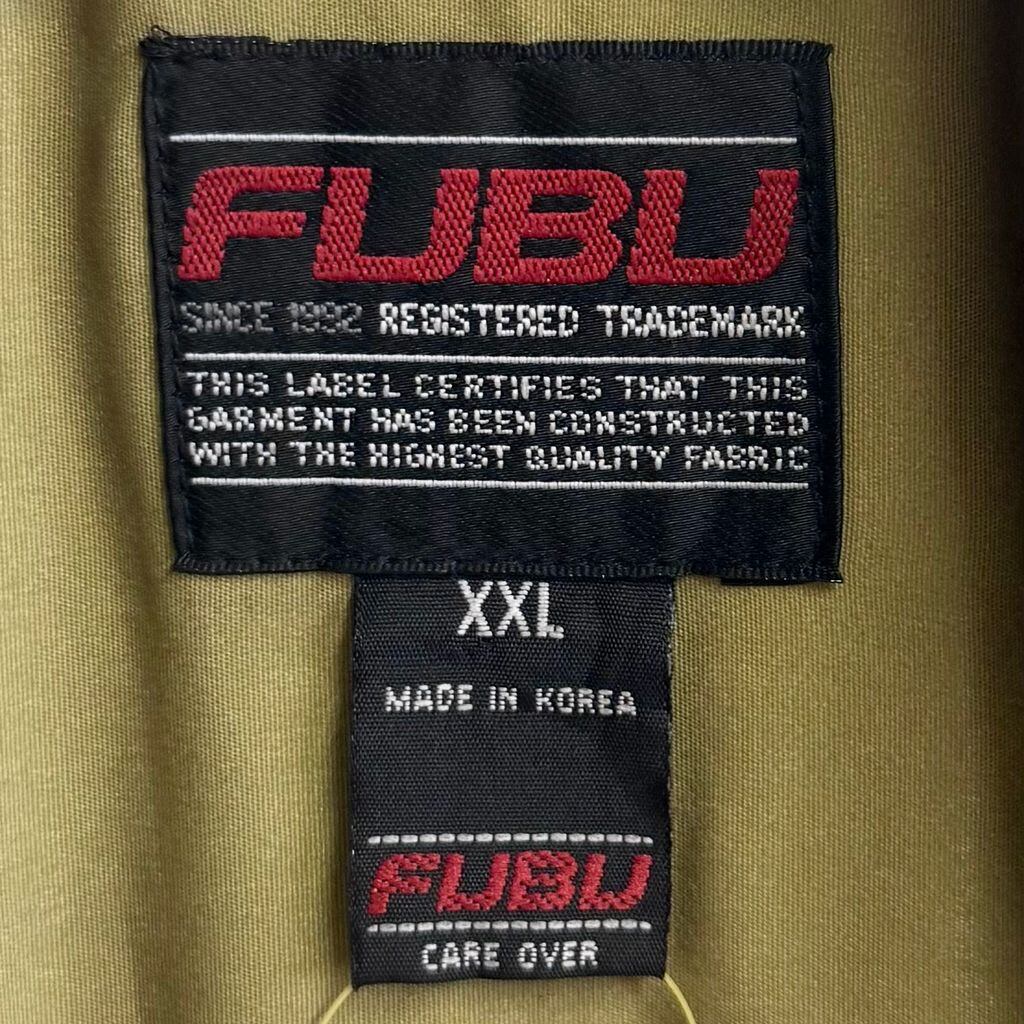 FUBU
SINCE 1992 REGISTERED TRADEMARK
THIS LABEL CERTIFIES THAT THIS
GARMENT HAS BEEN CONSTRUCTED
WITH THE HIGHEST QUALITY FABRIC
XXL
MADE IN KOREA
FUBU
CARE OVER